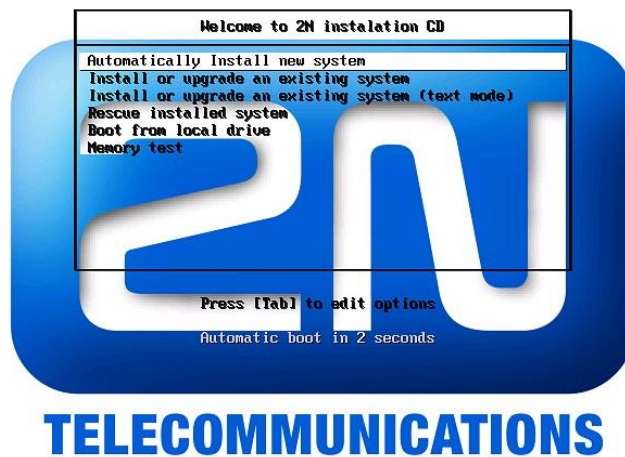 Welcome to 2N instalation CD
Automatically Install new system
Install or upgrade an existing system
Install or upgrade an existing system (text mode)
Rescue installed system
Boot from local drive
Memory test
2N
Press [Tab] to edit options
Automatic boot in 2 seconds
TELECOMMUNICATIONS